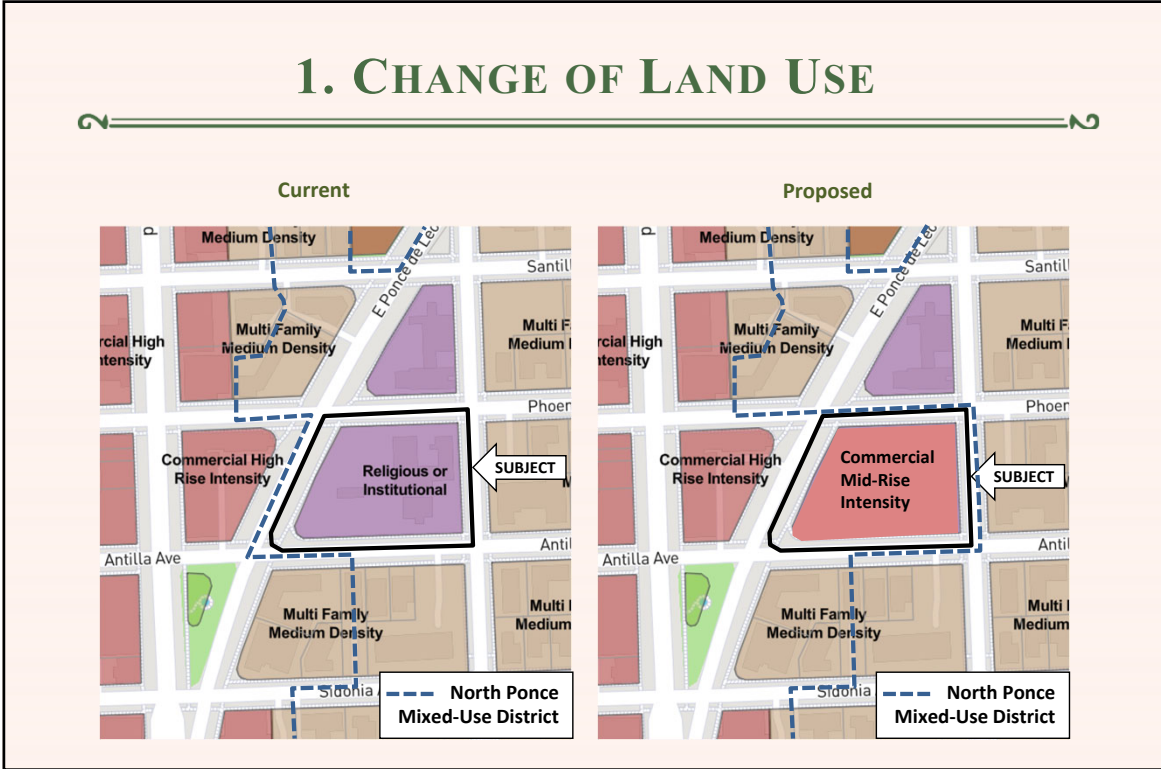 1. CHANGE OF LAND USE
Current
Proposed
Medium Density
E Ponce de Leo
Santill
Multi Family
Medium Density
rcial High
ntensity
Multi F
Medium
Phoen
Commercial High
Rise Intensity
Religious or
Institutional
SUBJECT
Antilla Ave
Antil
Multi Family
Medium Density
Multi
Medium
Sidonia
North Ponce
Mixed-Use District
Medium Density
E Ponce de Leo
Santill
Multi Family
Medium Density
rcial High
ntensity
Multi F
Medium
Phoen
Commercial High
Rise Intensity
Commercial
Mid-Rise
Intensity
SUBJECT
Antilla Ave
Antil
Multi Family
Medium Density
Multi
Medium
Sidonia
North Ponce
Mixed-Use District